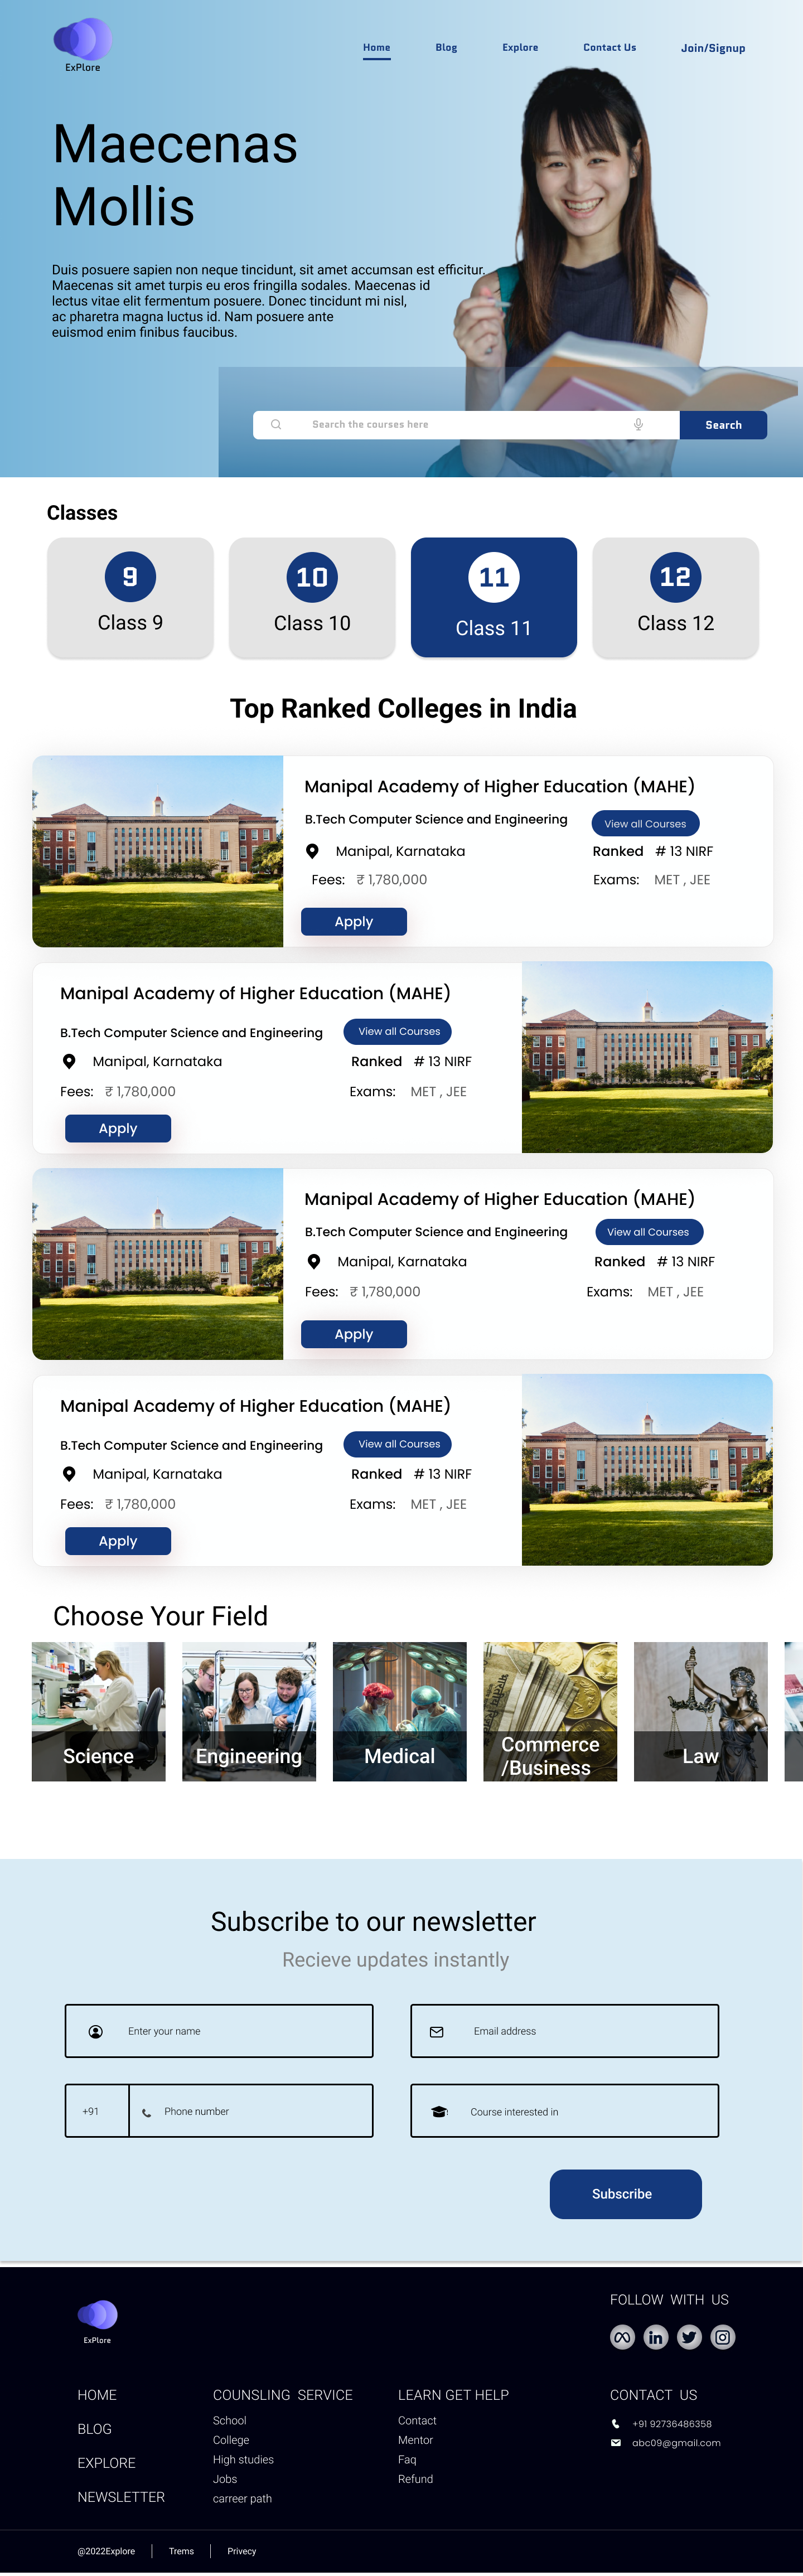 ExPlore
Home
Blog
Explore
Contact Us
Join/Signup
Maecenas
Mollis
Duis posuere sapien non neque tincidunt, sit amet accumsan est efficitur.
Maecenas sit amet turpis eu eros fringilla sodales. Maecenas id
lectus vitae elit fermentum posuere. Donec tincidunt mi nisl,
ac pharetra magna luctus id. Nam posuere ante
euismod enim finibus faucibus.
Search the courses here
Search
Classes
9
Class 9
10
Class 10
11
Class 11
12
Class 12
Top Ranked Colleges in India
Manipal Academy of Higher Education (MAHE)
B.Tech Computer Science and Engineering
View all Courses
Manipal, Karnataka
Ranked # 13 NIRF
Fees: ₹ 1,780,000
Exams: MET , JEE
Apply
Manipal Academy of Higher Education (MAHE)
B.Tech Computer Science and Engineering
View all Courses
Manipal, Karnataka
Ranked # 13 NIRF
Fees: ₹ 1,780,000
Exams: MET , JEE
Apply
Manipal Academy of Higher Education (MAHE)
B.Tech Computer Science and Engineering
View all Courses
Manipal, Karnataka
Ranked # 13 NIRF
Fees: ₹ 1,780,000
Exams: MET , JEE
Apply
Manipal Academy of Higher Education (MAHE)
B.Tech Computer Science and Engineering
View all Courses
Manipal, Karnataka
Ranked # 13 NIRF
Fees: ₹ 1,780,000
Exams: MET , JEE
Apply
Choose Your Field
Science
Engineering
Medical
Commerce
/Business
Law
Subscribe to our newsletter
Recieve updates instantly
Enter your name
Email address
+91
Phone number
Course interested in
Subscribe
ExPlore
FOLLOW WITH US
HOME
BLOG
EXPLORE
NEWSLETTER
COUNSLING SERVICE
School
College
High studies
Jobs
carreer path
LEARN GET HELP
Contact
Mentor
Faq
Refund
CONTACT US
+91 92736486358
abc09@gmail.com
@2022Explore
Trems
Privecy